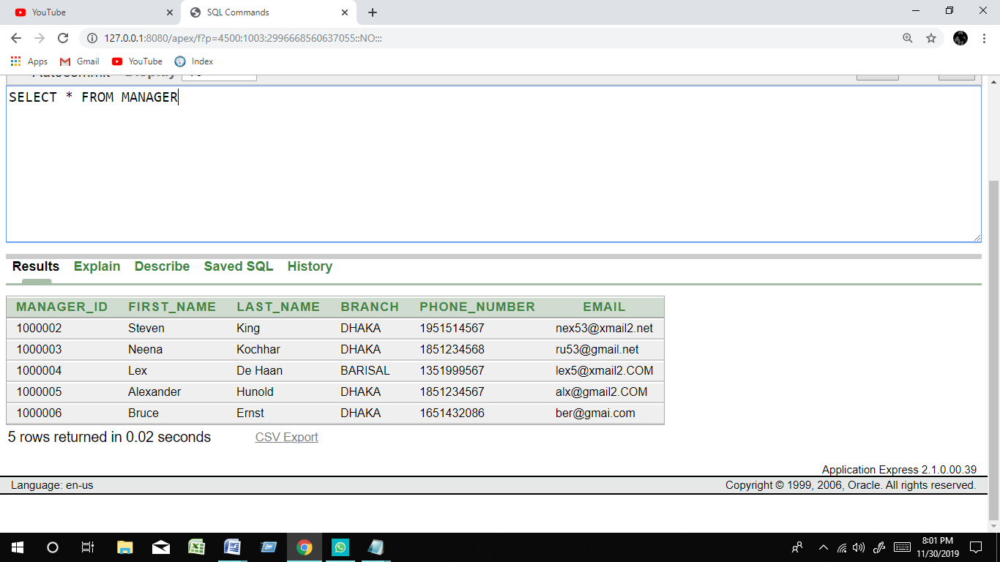 YouTube
SQL Commands
127.0.0.1:8080/apex/f?p=4500:1003:2996668560637055::NO:::
Apps Gmail YouTube Index
Autocommit Display 10
SELECT * FROM MANAGER
Results Explain Describe Saved SQL History
MANAGER_ID FIRST_NAME LAST_NAME BRANCH PHONE_NUMBER EMAIL
1000002 Steven King DHAKA 1951514567 nex53@xmail2.net
1000003 Neena Kochhar DHAKA 1851234568 ru53@gmail.net
1000004 Lex De Haan BARISAL 1351999567 lex5@xmail2.COM
1000005 Alexander Hunold DHAKA 1851234567 alx@gmail2.COM
1000006 Bruce Ernst DHAKA 1651432086 ber@gmai.com
5 rows returned in 0.02 seconds CSV Export
Application Express 2.1.0.00.39
Language: en-us Copyright © 1999, 2006, Oracle. All rights reserved.
8:01 PM
11/30/2019